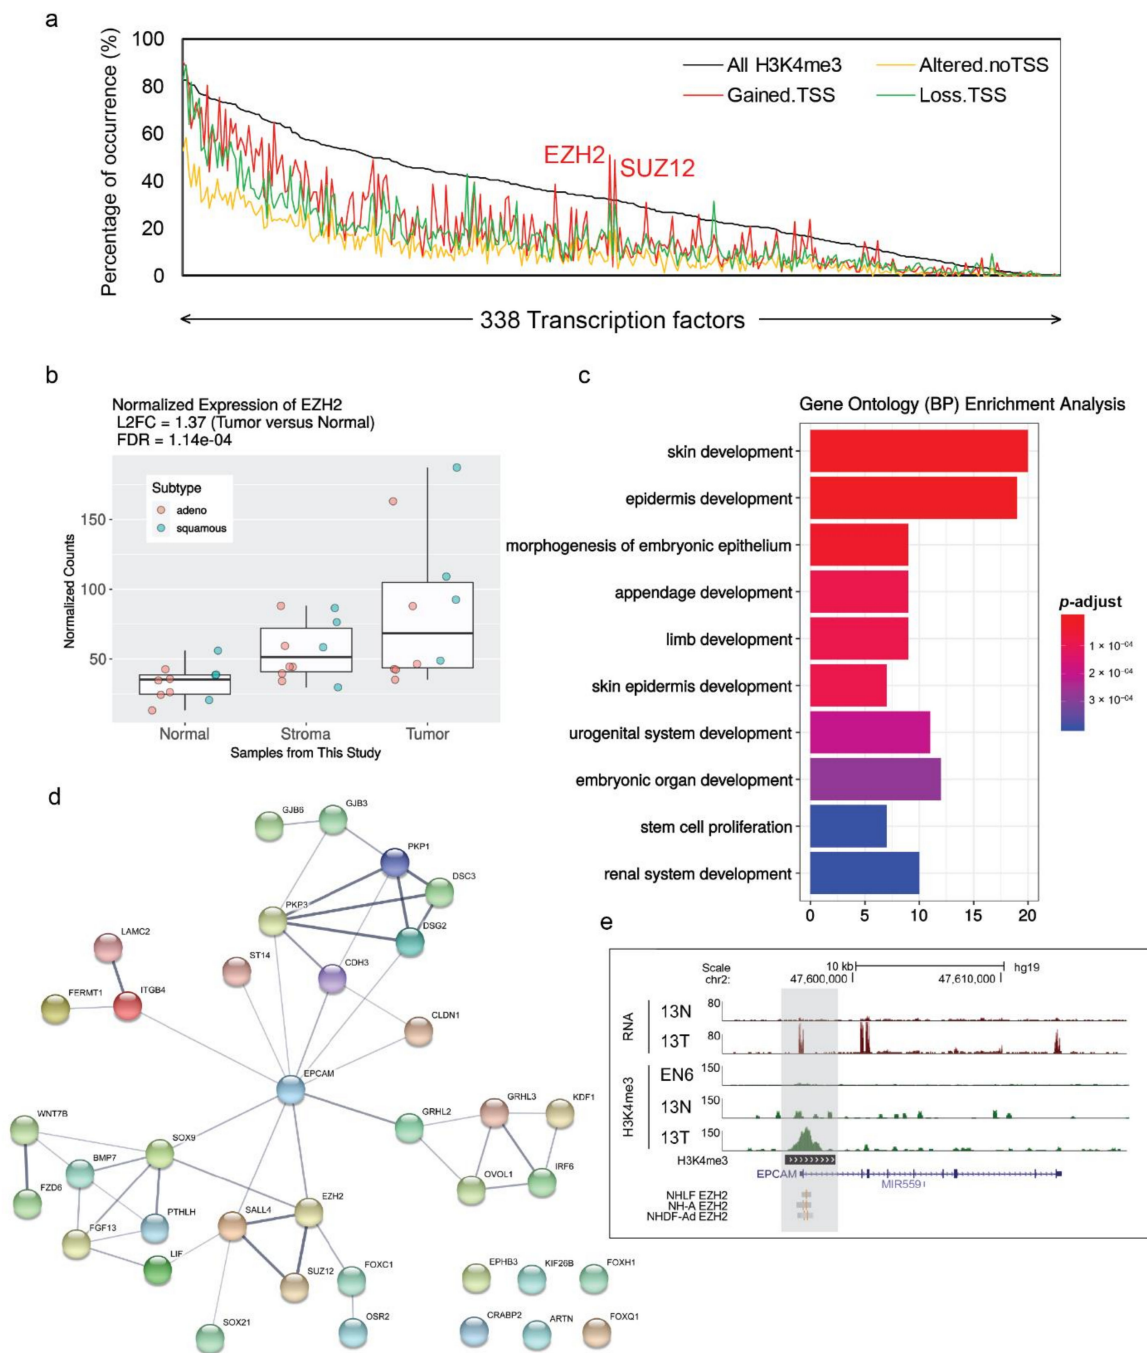 a
Percentage of occurrence (%)
100
80
60
40
20
0
All H3K4me3
Altered.noTSS
Gained.TSS
Loss.TSS
EZH2
SUZ12
338 Transcription factors
b
Normalized Expression of EZH2
L2FC = 1.37 (Tumor versus Normal)
FDR = 1.14e-04
Normalized Counts
150
100
50
Subtype
adeno
squamous
Normal
Stroma
Tumor
Samples from This Study
c
Gene Ontology (BP) Enrichment Analysis
skin development
epidermis development
morphogenesis of embryonic epithelium
appendage development
limb development
skin epidermis development
urogenital system development
embryonic organ development
stem cell proliferation
renal system development
0 5 10 15 20
p-adjust
1 × 10⁻⁰⁴
2 × 10⁻⁰⁴
3 × 10⁻⁰⁴
d
GJB6
GJB3
PKP1
DSC3
PKP3
DSG2
LAMC2
ST14
CDH3
FERMT1
ITGB4
CLDN1
EPCAM
GRHL2
GRHL3
KDF1
WNT7B
SOX9
BMP7
OVOL1
IRF6
FZD6
PTHLH
EZH2
SALL4
FGF13
LIF
SUZ12
FOXC1
SOX21
OSR2
EPHB3
KIF26B
FOXH1
CRABP2
ARTN
FOXQ1
e
Scale
10 kb
hg19
chr2:
47,600,000
47,610,000
RNA
13N
80
13T
80
H3K4me3
EN6
150
13N
150
13T
150
H3K4me3
EPCAM
MIR559
NHLF EZH2
NH-A EZH2
NHDF-Ad EZH2